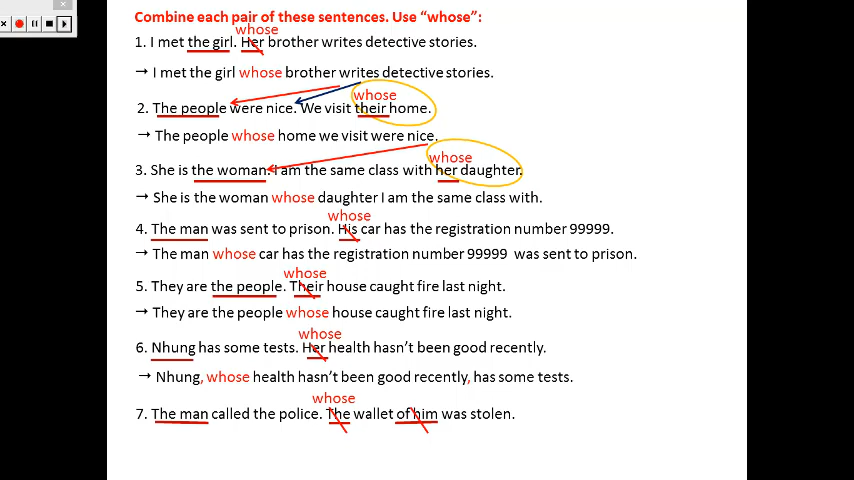 Combine each pair of these sentences. Use “whose”:
whose
1. I met the girl. Her brother writes detective stories.
→ I met the girl whose brother writes detective stories.
whose
2. The people were nice. We visit their home.
→ The people whose home we visit were nice.
whose
3. She is the woman. I am the same class with her daughter.
→ She is the woman whose daughter I am the same class with.
whose
4. The man was sent to prison. His car has the registration number 99999.
→ The man whose car has the registration number 99999 was sent to prison.
whose
5. They are the people. Their house caught fire last night.
→ They are the people whose house caught fire last night.
whose
6. Nhung has some tests. Her health hasn’t been good recently.
→ Nhung, whose health hasn’t been good recently, has some tests.
whose
7. The man called the police. The wallet of him was stolen.